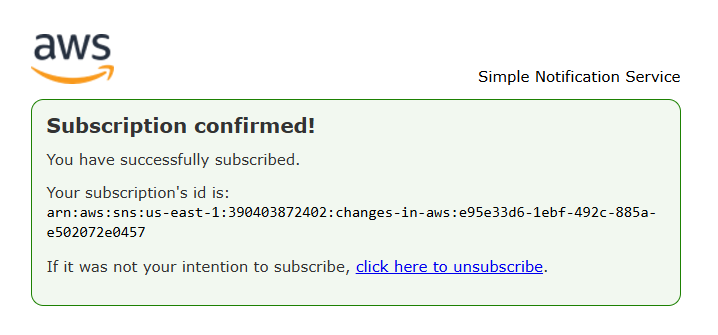 aws
Simple Notification Service
Subscription confirmed!
You have successfully subscribed.
Your subscription's id is:
arn:aws:sns:us-east-1:390403872402:changes-in-aws:e95e33d6-1ebf-492c-885a-
e502072e0457
If it was not your intention to subscribe, click here to unsubscribe.